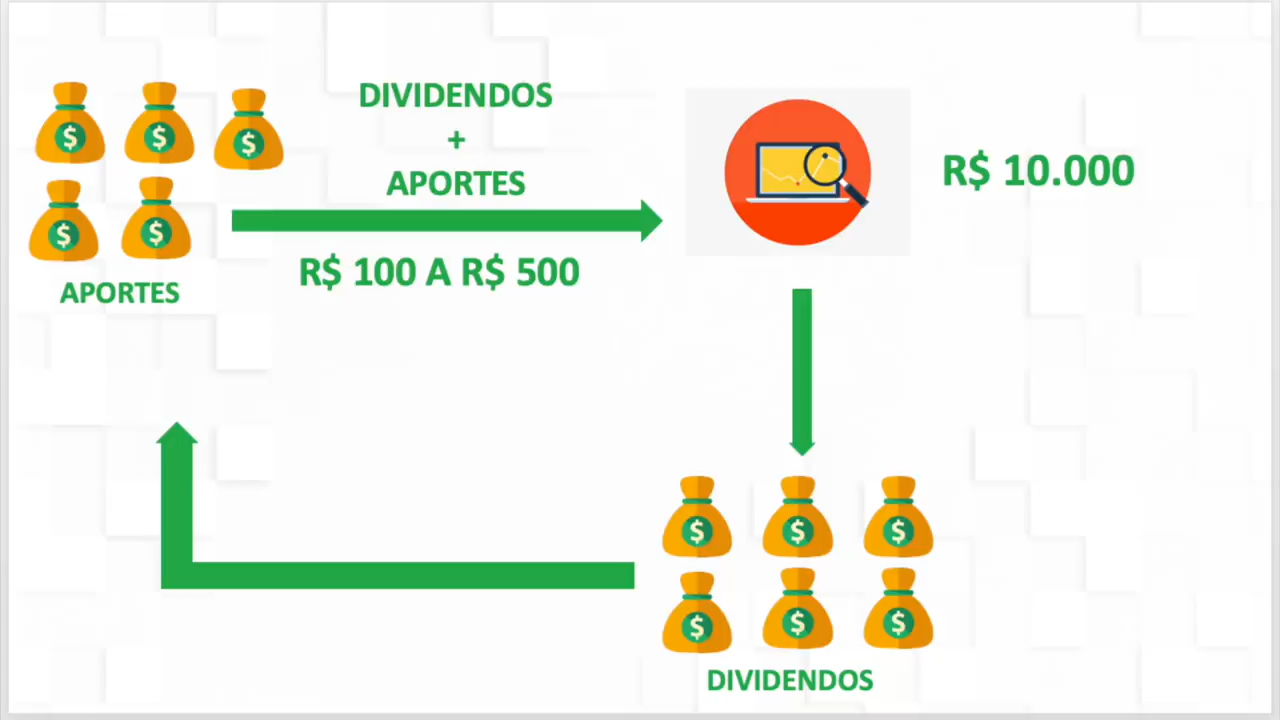 DIVIDENDOS
+
APORTES
R$ 100 A R$ 500
APORTES
R$ 10.000
$
$
$
$
$
$
$
$
$
$
$
DIVIDENDOS